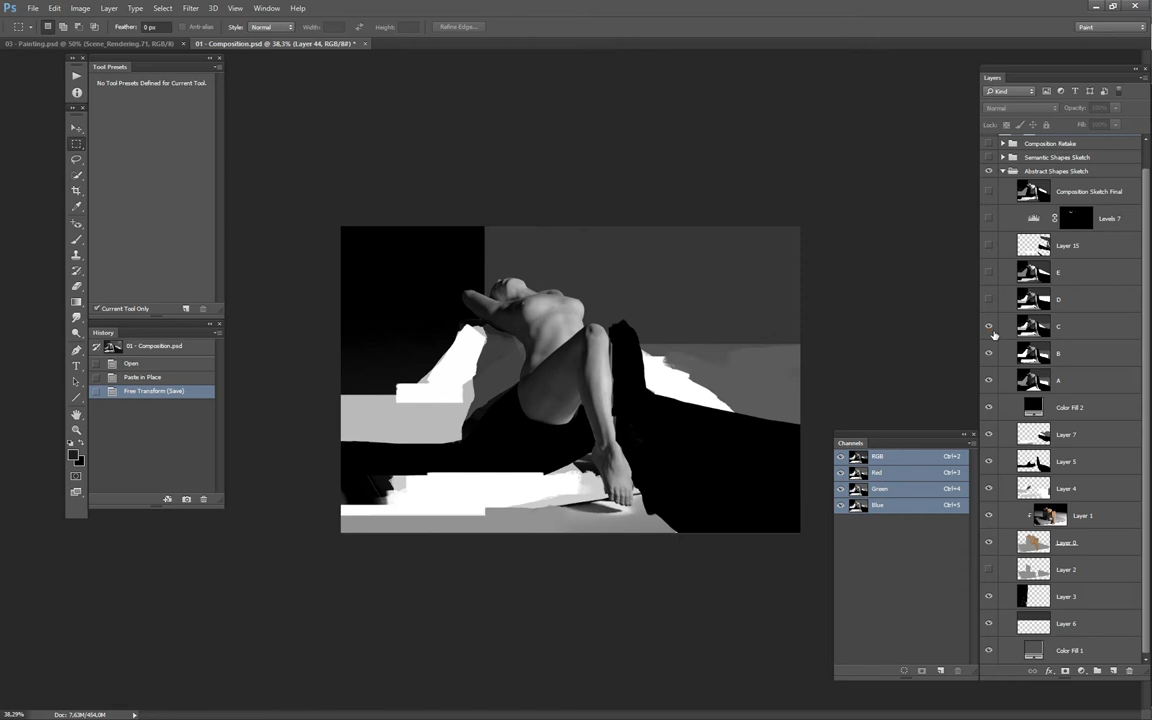 Ps File Edit Image Layer Type Select Filter 3D View Window Help
Feather: 0 px Anti-alias Style: Normal Width: Height: Refine Edge... Paint
03 - Painting.psd @ 50% (Scene_Rendering.71, RGB/8) × 01 - Composition.psd @ 38,3% (Layer 44, RGB/8#) * ×
Tool Presets
No Tool Presets Defined for Current Tool.
Current Tool Only
History
01 - Composition.psd
Open
Paste in Place
Free Transform (Save)
Layers
Kind
Normal Opacity: 100%
Lock: Fill: 100%
Composition Retake
Semantic Shapes Sketch
Abstract Shapes Sketch
Composition Sketch Final
Levels 7
Layer 15
E
D
C
B
A
Color Fill 2
Layer 7
Layer 5
Layer 4
Layer 1
Layer 0
Layer 2
Layer 3
Layer 6
Color Fill 1
Channels
RGB Ctrl+2
Red Ctrl+3
Green Ctrl+4
Blue Ctrl+5
38.29% Doc: 7,63M/454,0M